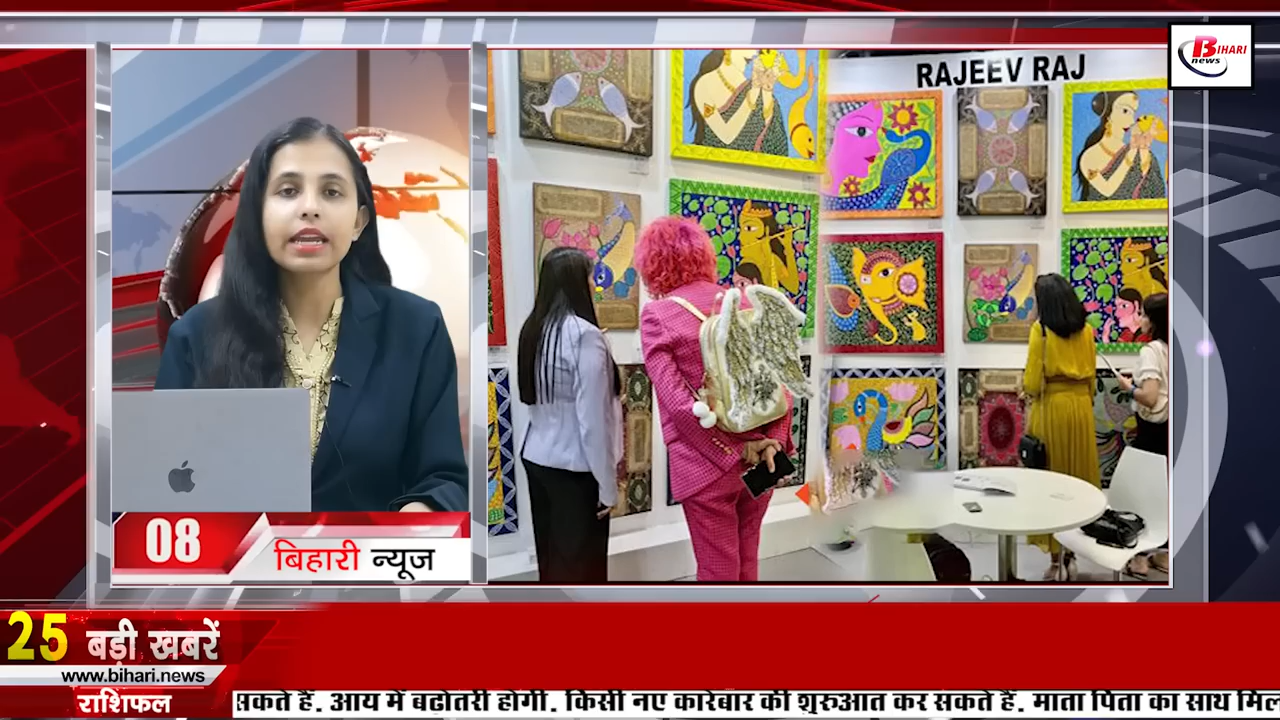 BIHARI
news
RAJEEV RAJ
08
बिहारी न्यूज
25 बड़ी खबरें
www.bihari.news
राशिफल
सकते हैं. आय में बढ़ोतरी होगी. किसी नए कारेबार की शुरुआत कर सकते हैं. माता पिता का साथ